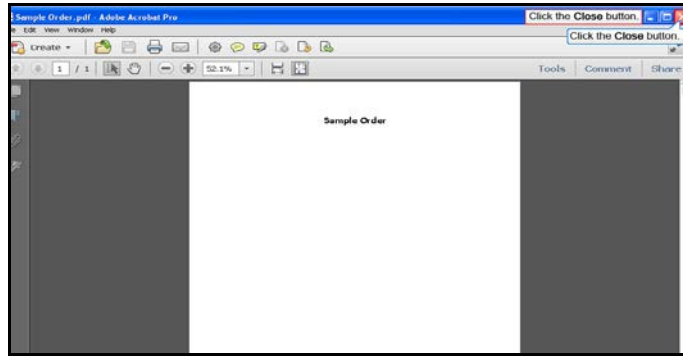 Sample Order.pdf - Adobe Acrobat Pro
Click the Close button.
Edit View Window Help
Click the Close button.
Create
1 / 1 52.1% Tools Comment Share
Sample Order